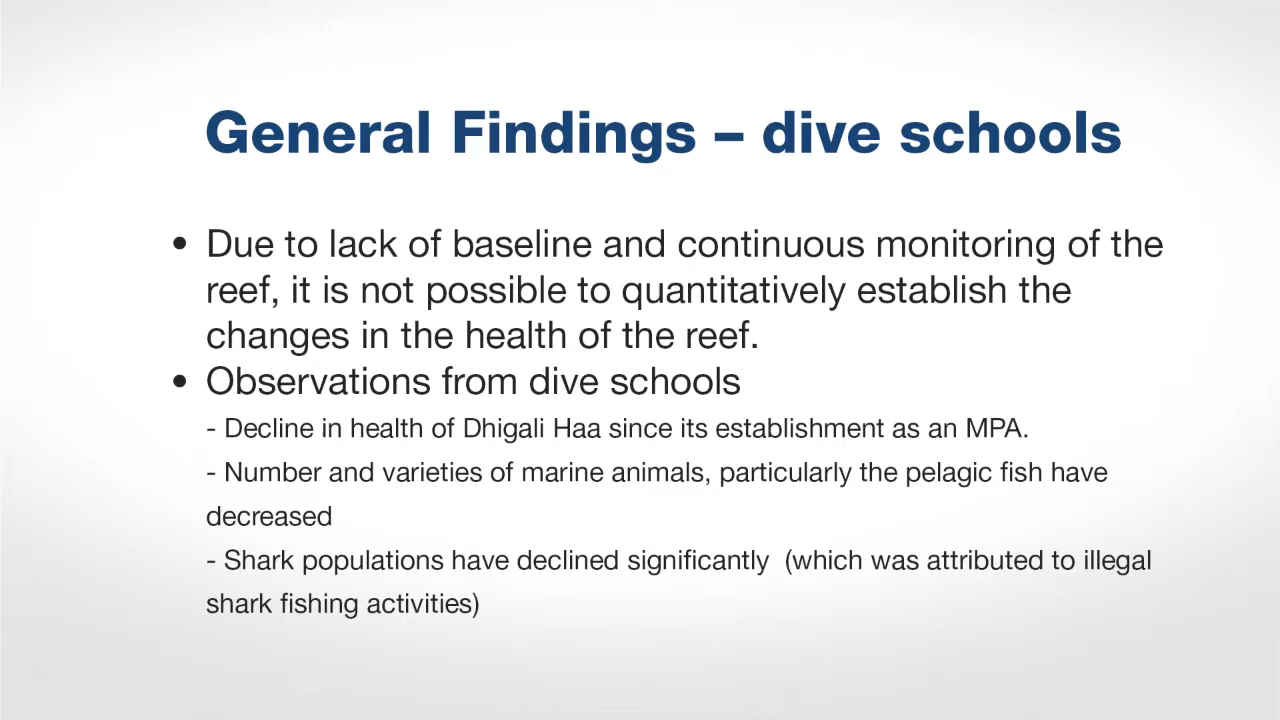 General Findings – dive schools
• Due to lack of baseline and continuous monitoring of the
reef, it is not possible to quantitatively establish the
changes in the health of the reef.
• Observations from dive schools
- Decline in health of Dhigali Haa since its establishment as an MPA.
- Number and varieties of marine animals, particularly the pelagic fish have
decreased
- Shark populations have declined significantly  (which was attributed to illegal
shark fishing activities)